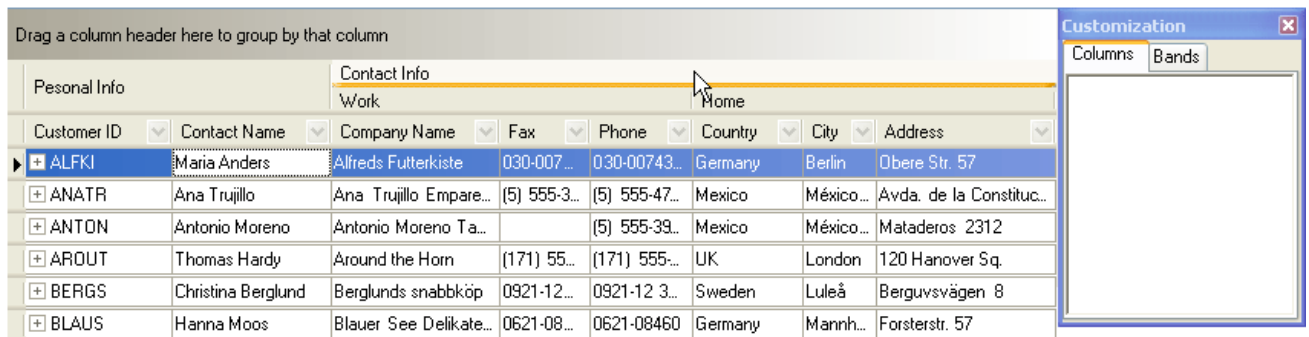 Drag a column header here to group by that column
Customization
Columns Bands
Pesonal Info
Contact Info
Work Home
Customer ID Contact Name Company Name Fax Phone Country City Address
ALFKI Maria Anders Alfreds Futterkiste 030-007... 030-00743... Germany Berlin Obere Str. 57
ANATR Ana Trujillo Ana Trujillo Empare... (5) 555-3... (5) 555-47... Mexico México... Avda. de la Constituc...
ANTON Antonio Moreno Antonio Moreno Ta... (5) 555-39... Mexico México... Mataderos 2312
AROUT Thomas Hardy Around the Horn (171) 55... (171) 555-... UK London 120 Hanover Sq.
BERGS Christina Berglund Berglunds snabbköp 0921-12... 0921-12 3... Sweden Luleå Berguvsvägen 8
BLAUS Hanna Moos Blauer See Delikate... 0621-08... 0621-08460 Germany Mannh... Forsterstr. 57